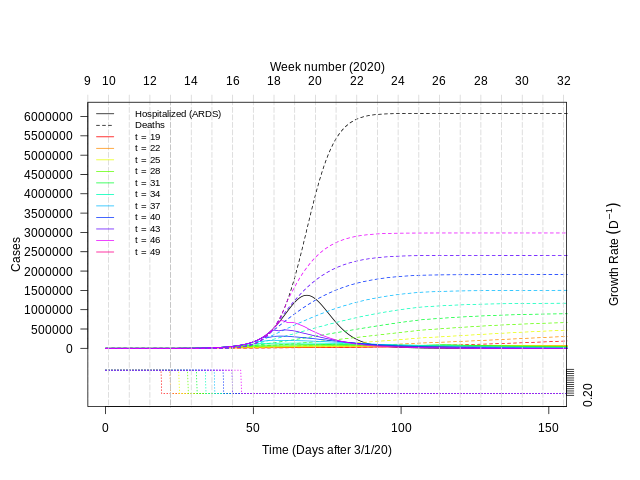 Week number (2020)
9 10 12 14 16 18 20 22 24 26 28 30 32
6000000
5500000
5000000
4500000
4000000
3500000
3000000
2500000
2000000
1500000
1000000
500000
0
Cases
Hospitalized (ARDS)
Deaths
t = 19
t = 22
t = 25
t = 28
t = 31
t = 34
t = 37
t = 40
t = 43
t = 46
t = 49
Growth Rate (D⁻¹)
0.20
0 50 100 150
Time (Days after 3/1/20)